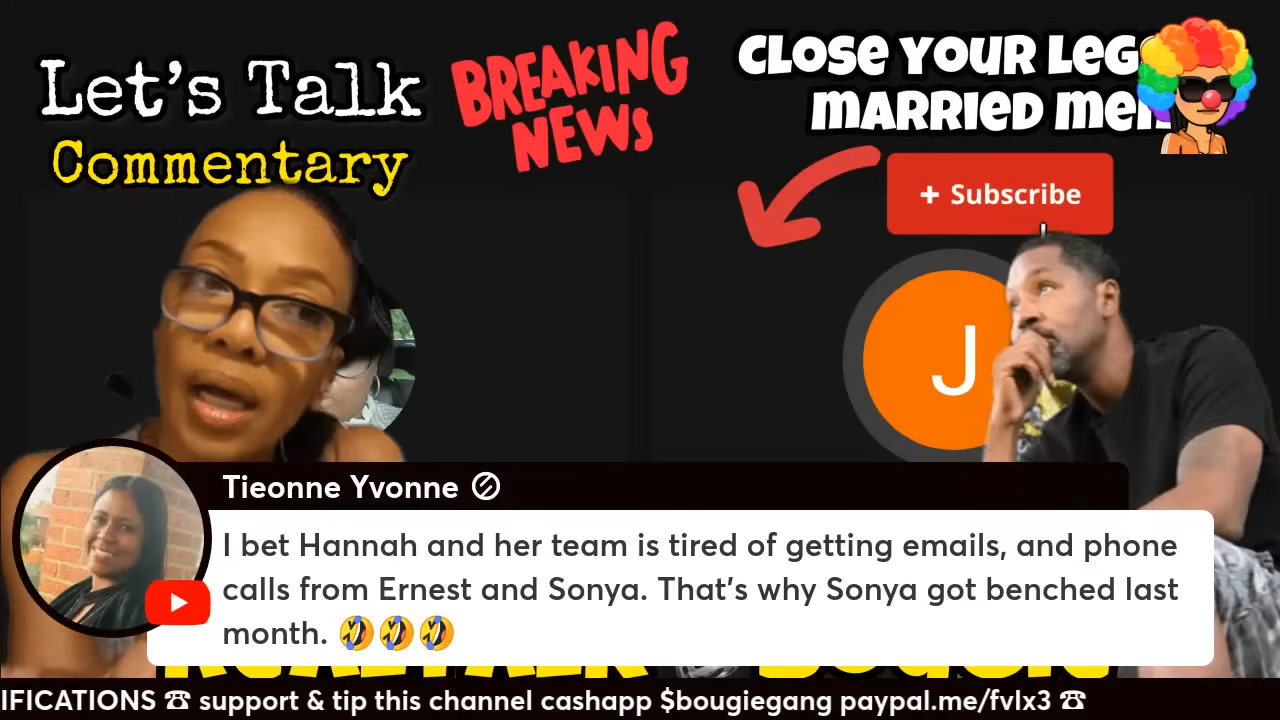 Let's Talk
Commentary
BREAKING
NEWS
CLOSE YOUR
MARRIED
+ Subscribe
J
Tieonne Yvonne
I bet Hannah and her team is tired of getting emails, and phone
calls from Ernest and Sonya. That's why Sonya got benched last
month. 🤣🤣🤣
IFICATIONS ☎ support & tip this channel cashapp $bougiegang paypal.me/fvlx3 ☎